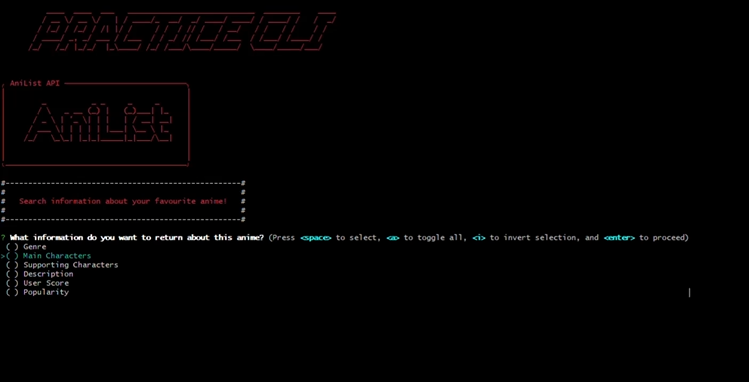 PRACTICE CLI
AniList API
AniList
Search information about your favourite anime!
? What information do you want to return about this anime? (Press <space> to select, <a> to toggle all, <i> to invert selection, and <enter> to proceed)
( ) Genre
>( ) Main Characters
( ) Supporting Characters
( ) Description
( ) User Score
( ) Popularity